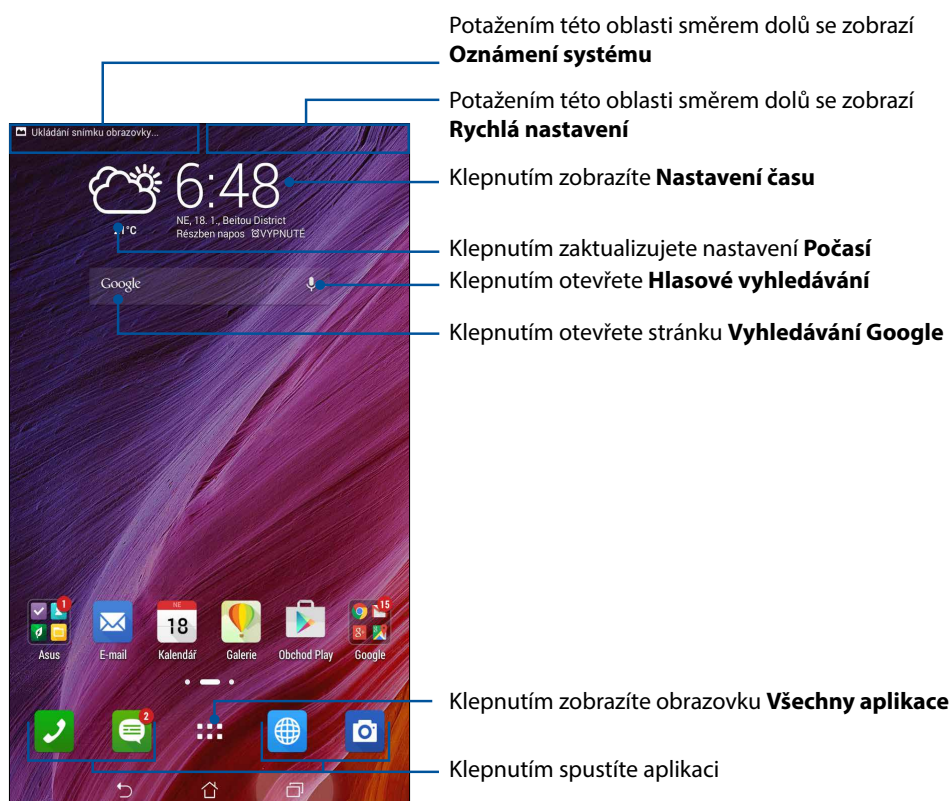 Potažením této oblasti směrem dolů se zobrazí
Oznámení systému
Potažením této oblasti směrem dolů se zobrazí
Rychlá nastavení
Ukládání snímku obrazovky...
6:48
Klepnutím zobrazíte Nastavení času
NE, 18. 1., Beitou District
°C
Részben napos VYPNUTÉ
Klepnutím zaktualizujete nastavení Počasí
Google
Klepnutím otevřete Hlasové vyhledávání
Klepnutím otevřete stránku Vyhledávání Google
1
NE
18
15
8+
Asus
E-mail
Kalendář
Galerie
Obchod Play
Google
Klepnutím zobrazíte obrazovku Všechny aplikace
2
Klepnutím spustíte aplikaci